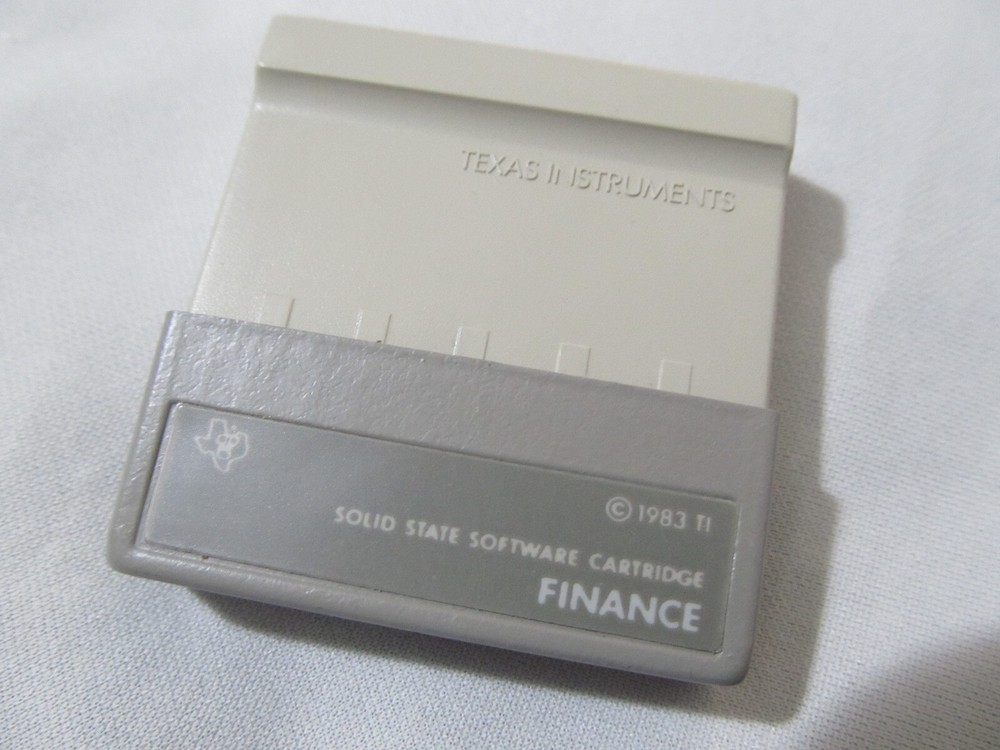 TEXAS INSTRUMENTS
© 1983 TI
SOLID STATE SOFTWARE CARTRIDGE
FINANCE